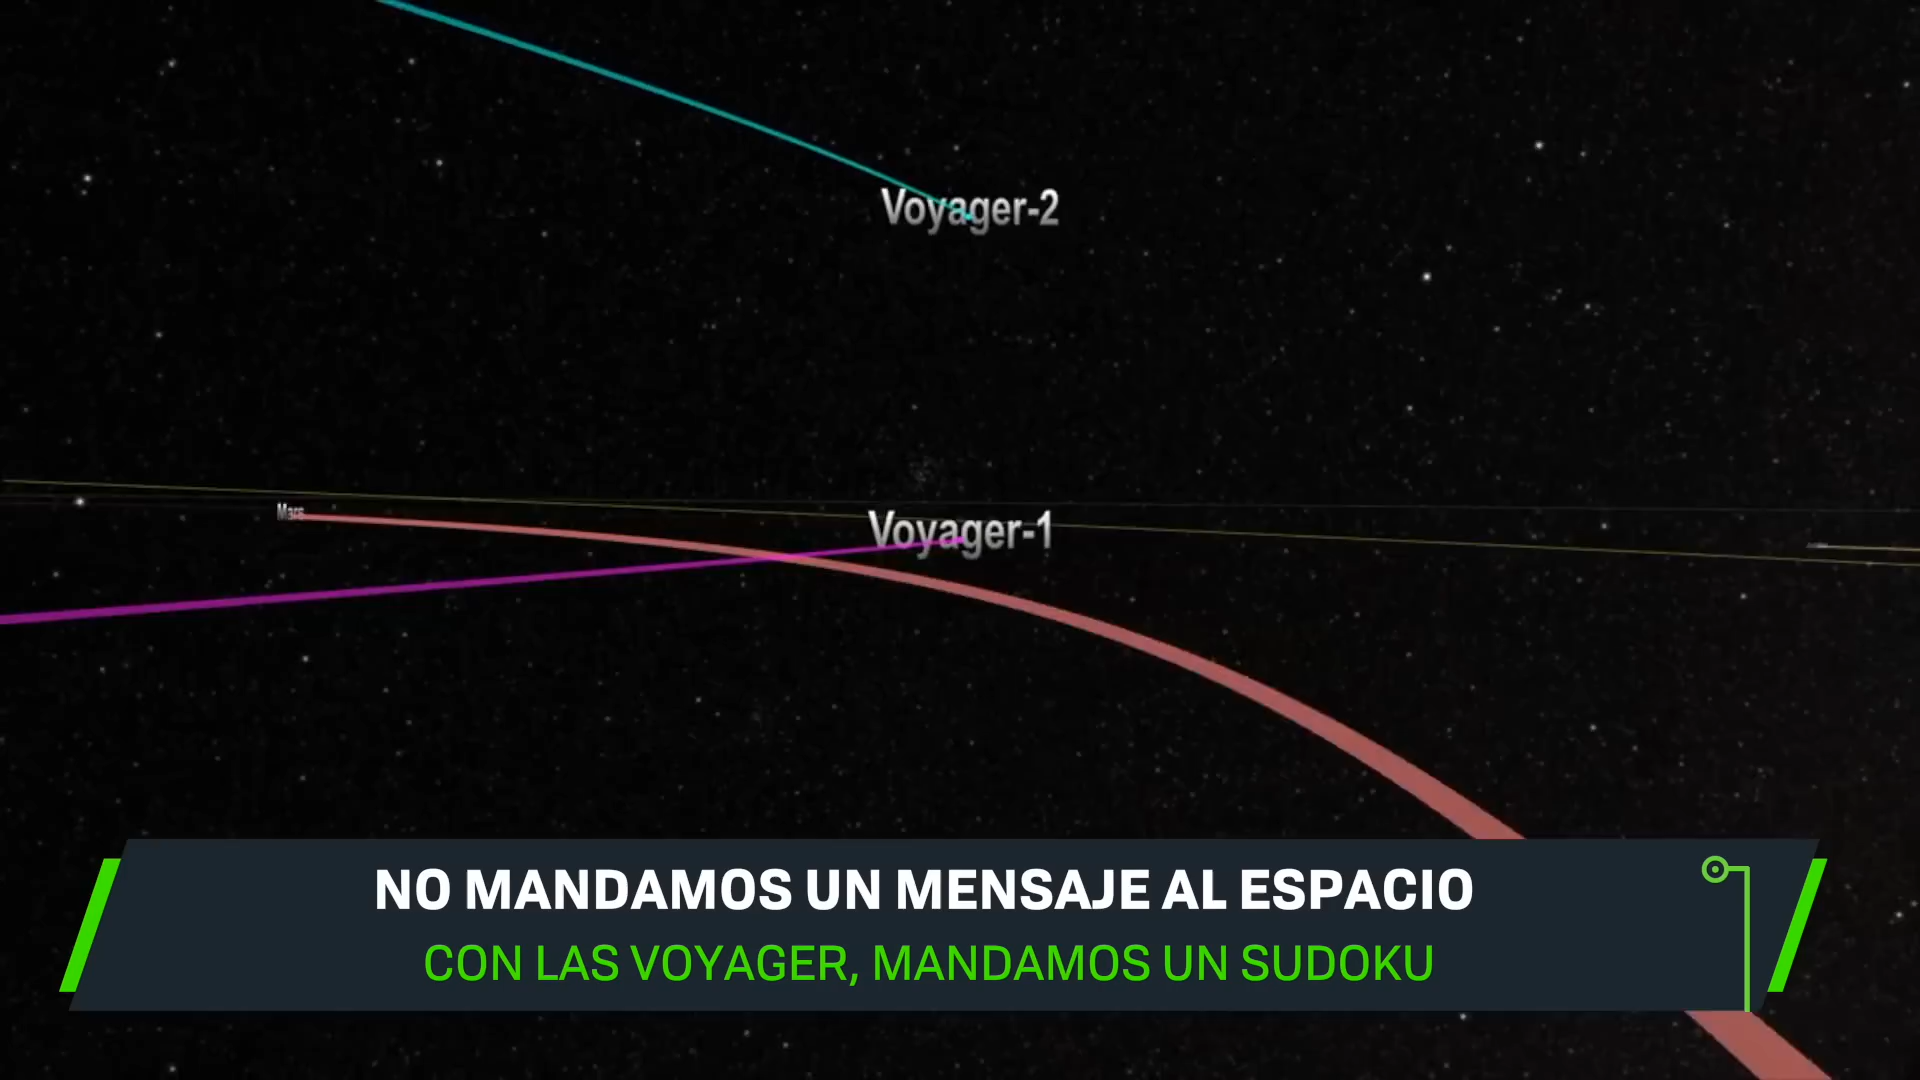 Voyager-2
Mars
Voyager-1
NO MANDAMOS UN MENSAJE AL ESPACIO
CON LAS VOYAGER, MANDAMOS UN SUDOKU